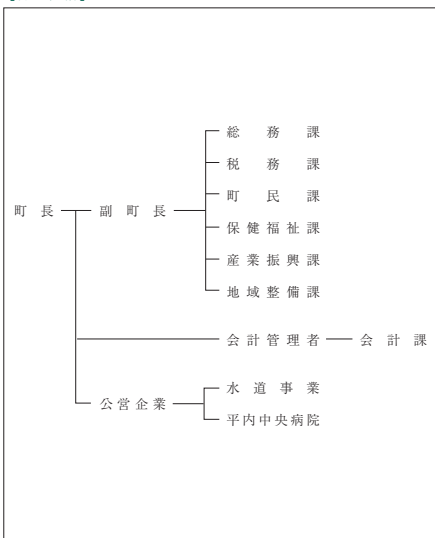 総務課
税務課
町民課
町長 副町長
保健福祉課
産業振興課
地域整備課
会計管理者 会計課
水道事業
公営企業
平内中央病院